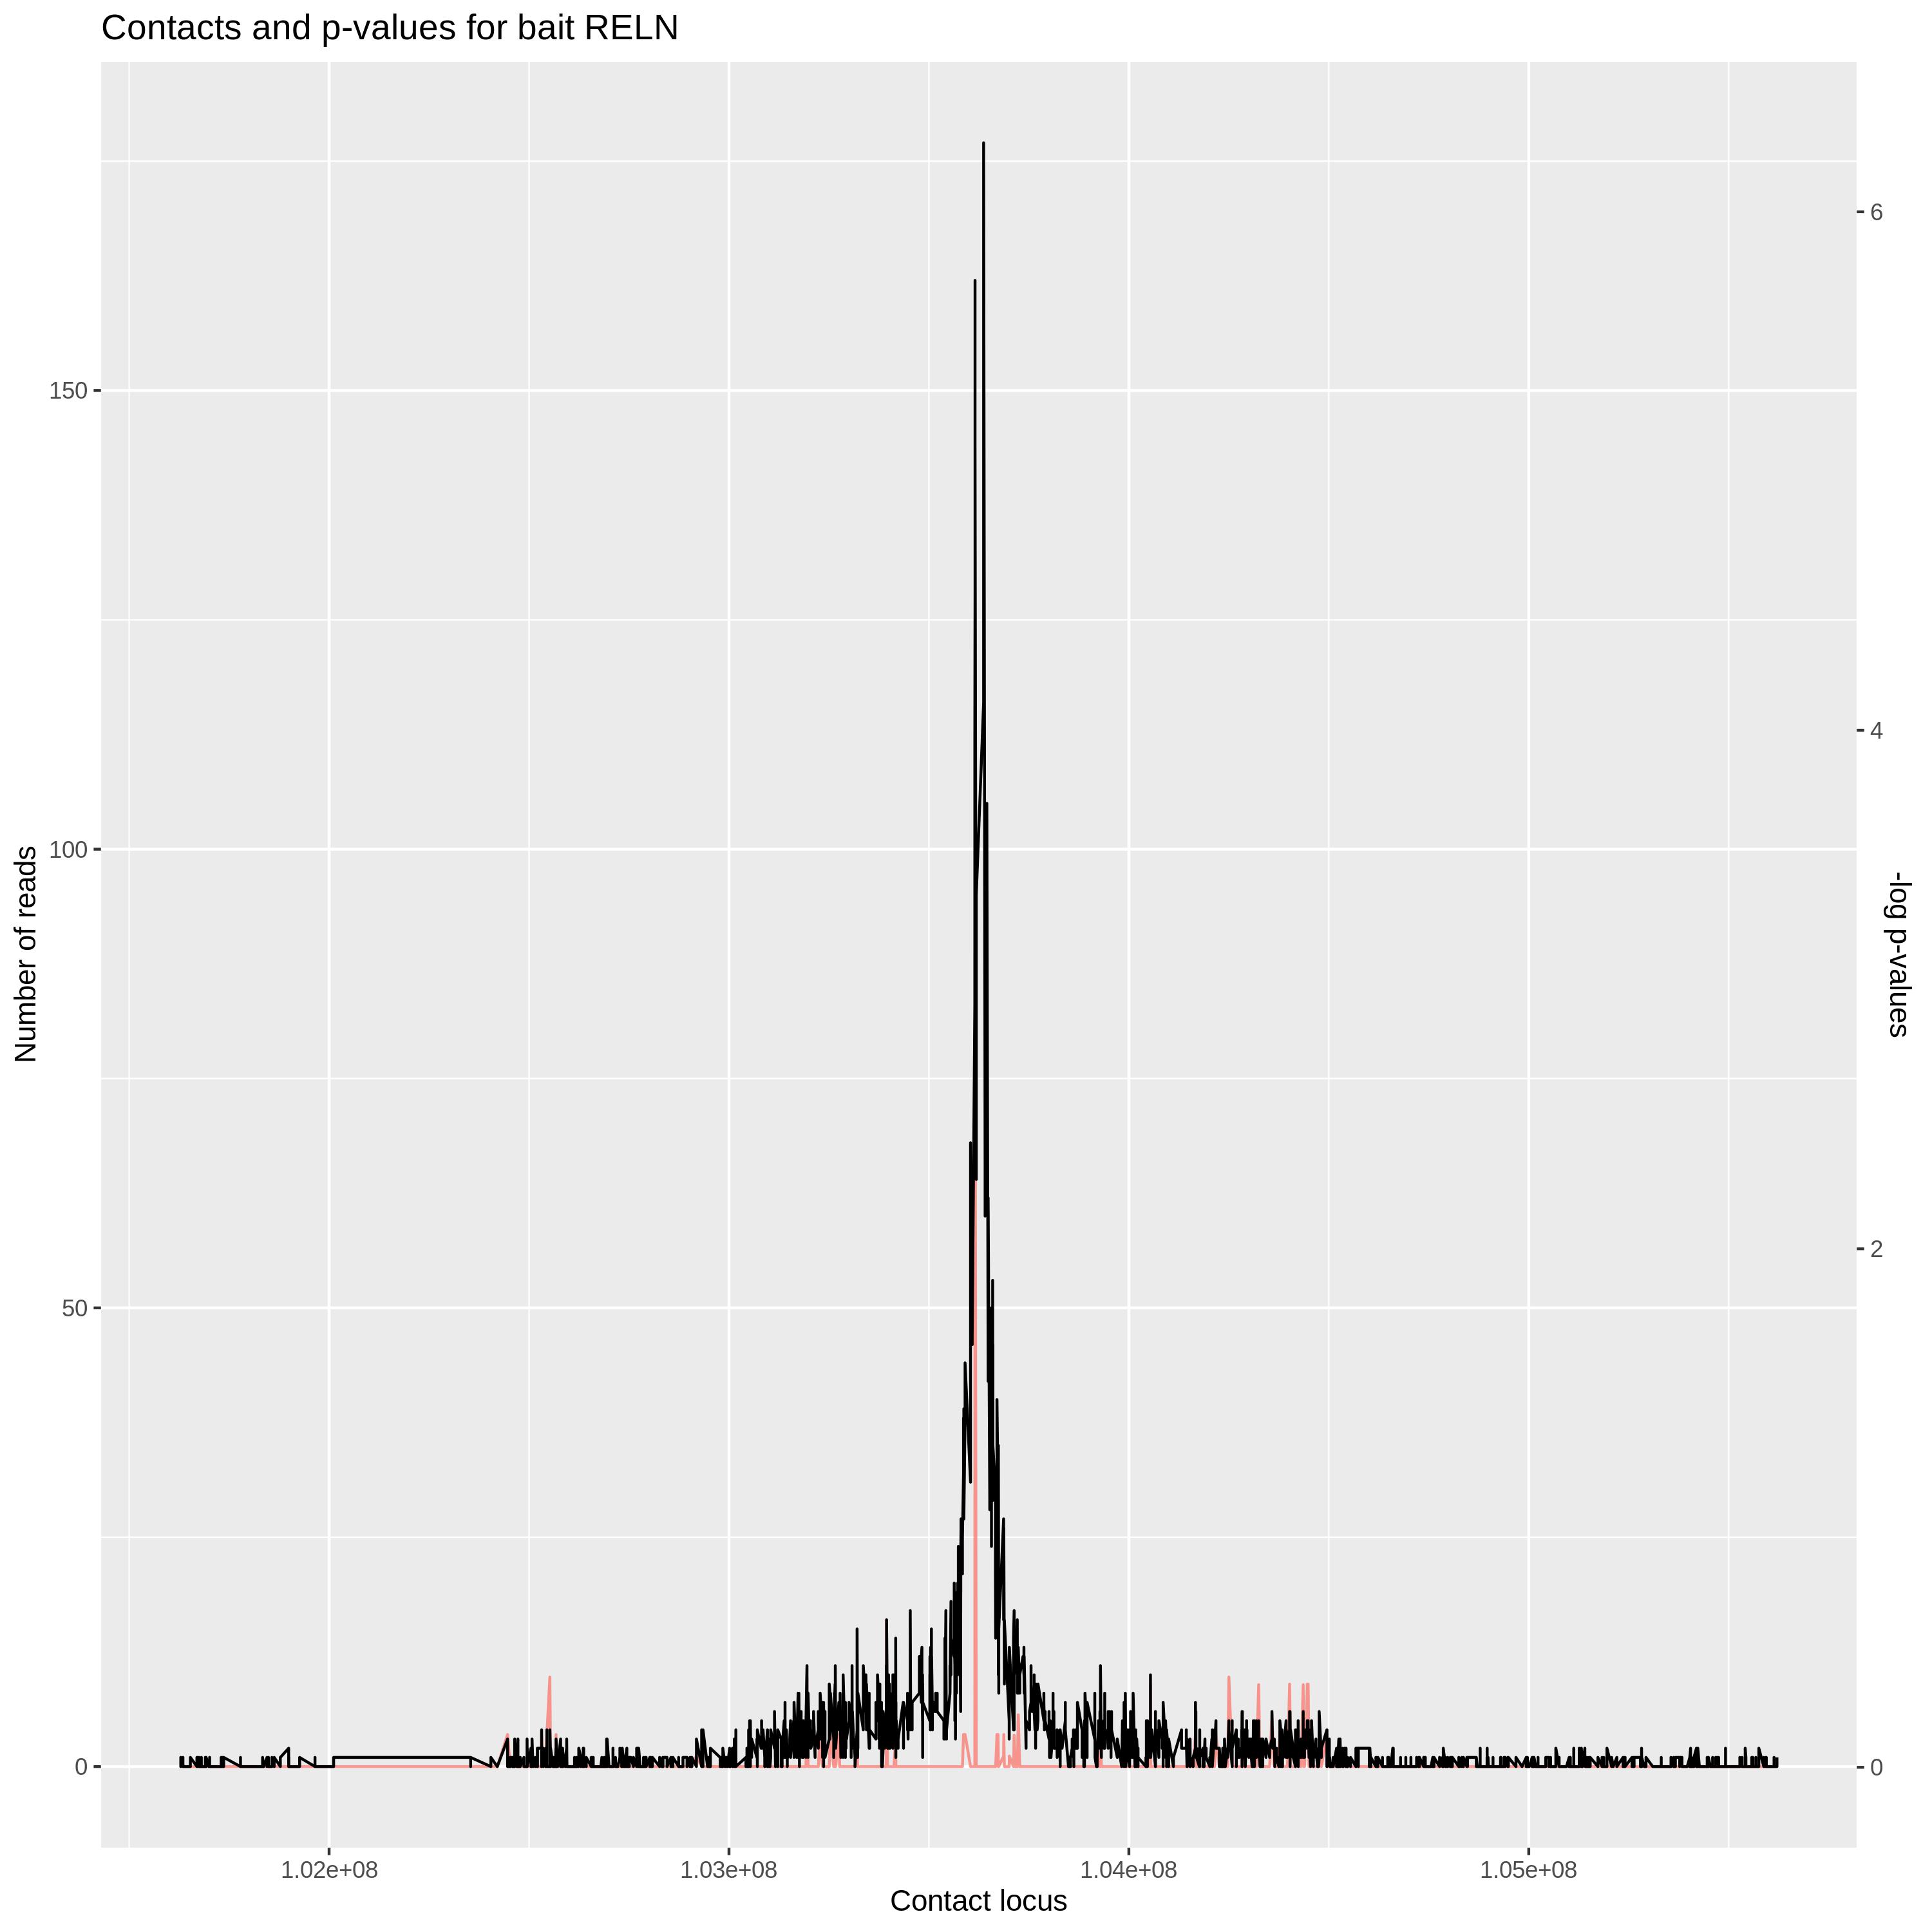 Contacts and p-values for bait RELN
150
100
50
0
Number of reads
6
4
2
0
-log p-values
1.02e+08
1.03e+08
1.04e+08
1.05e+08
Contact locus